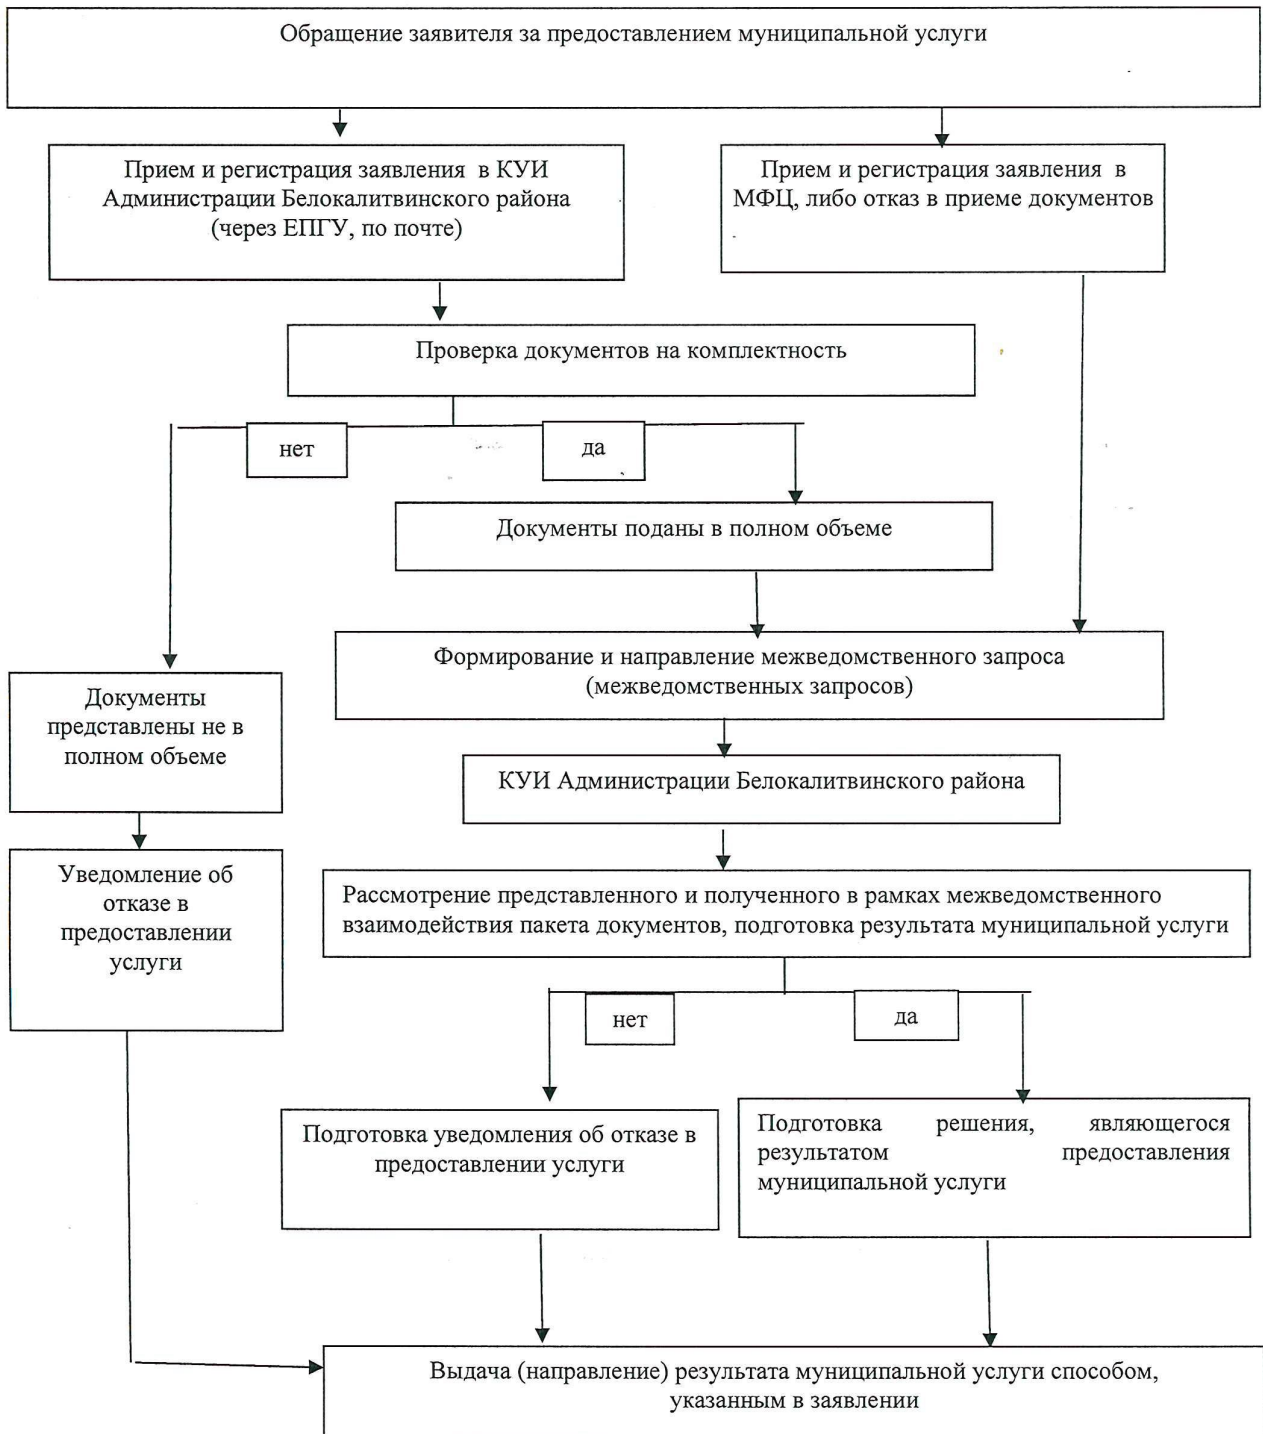 Обращение заявителя за предоставлением муниципальной услуги
Прием и регистрация заявления в КУИ
Администрации Белокалитвинского района
(через ЕПГУ, по почте)
Прием и регистрация заявления в
МФЦ, либо отказ в приеме документов
Проверка документов на комплектность
нет
да
Документы поданы в полном объеме
Формирование и направление межведомственного запроса
(межведомственных запросов)
Документы
представлены не в
полном объеме
КУИ Администрации Белокалитвинского района
Уведомление об
отказе в
предоставлении
услуги
Рассмотрение представленного и полученного в рамках межведомственного
взаимодействия пакета документов, подготовка результата муниципальной услуги
нет
да
Подготовка уведомления об отказе в
предоставлении услуги
Подготовка решения, являющегося
результатом предоставления
муниципальной услуги
Выдача (направление) результата муниципальной услуги способом,
указанным в заявлении